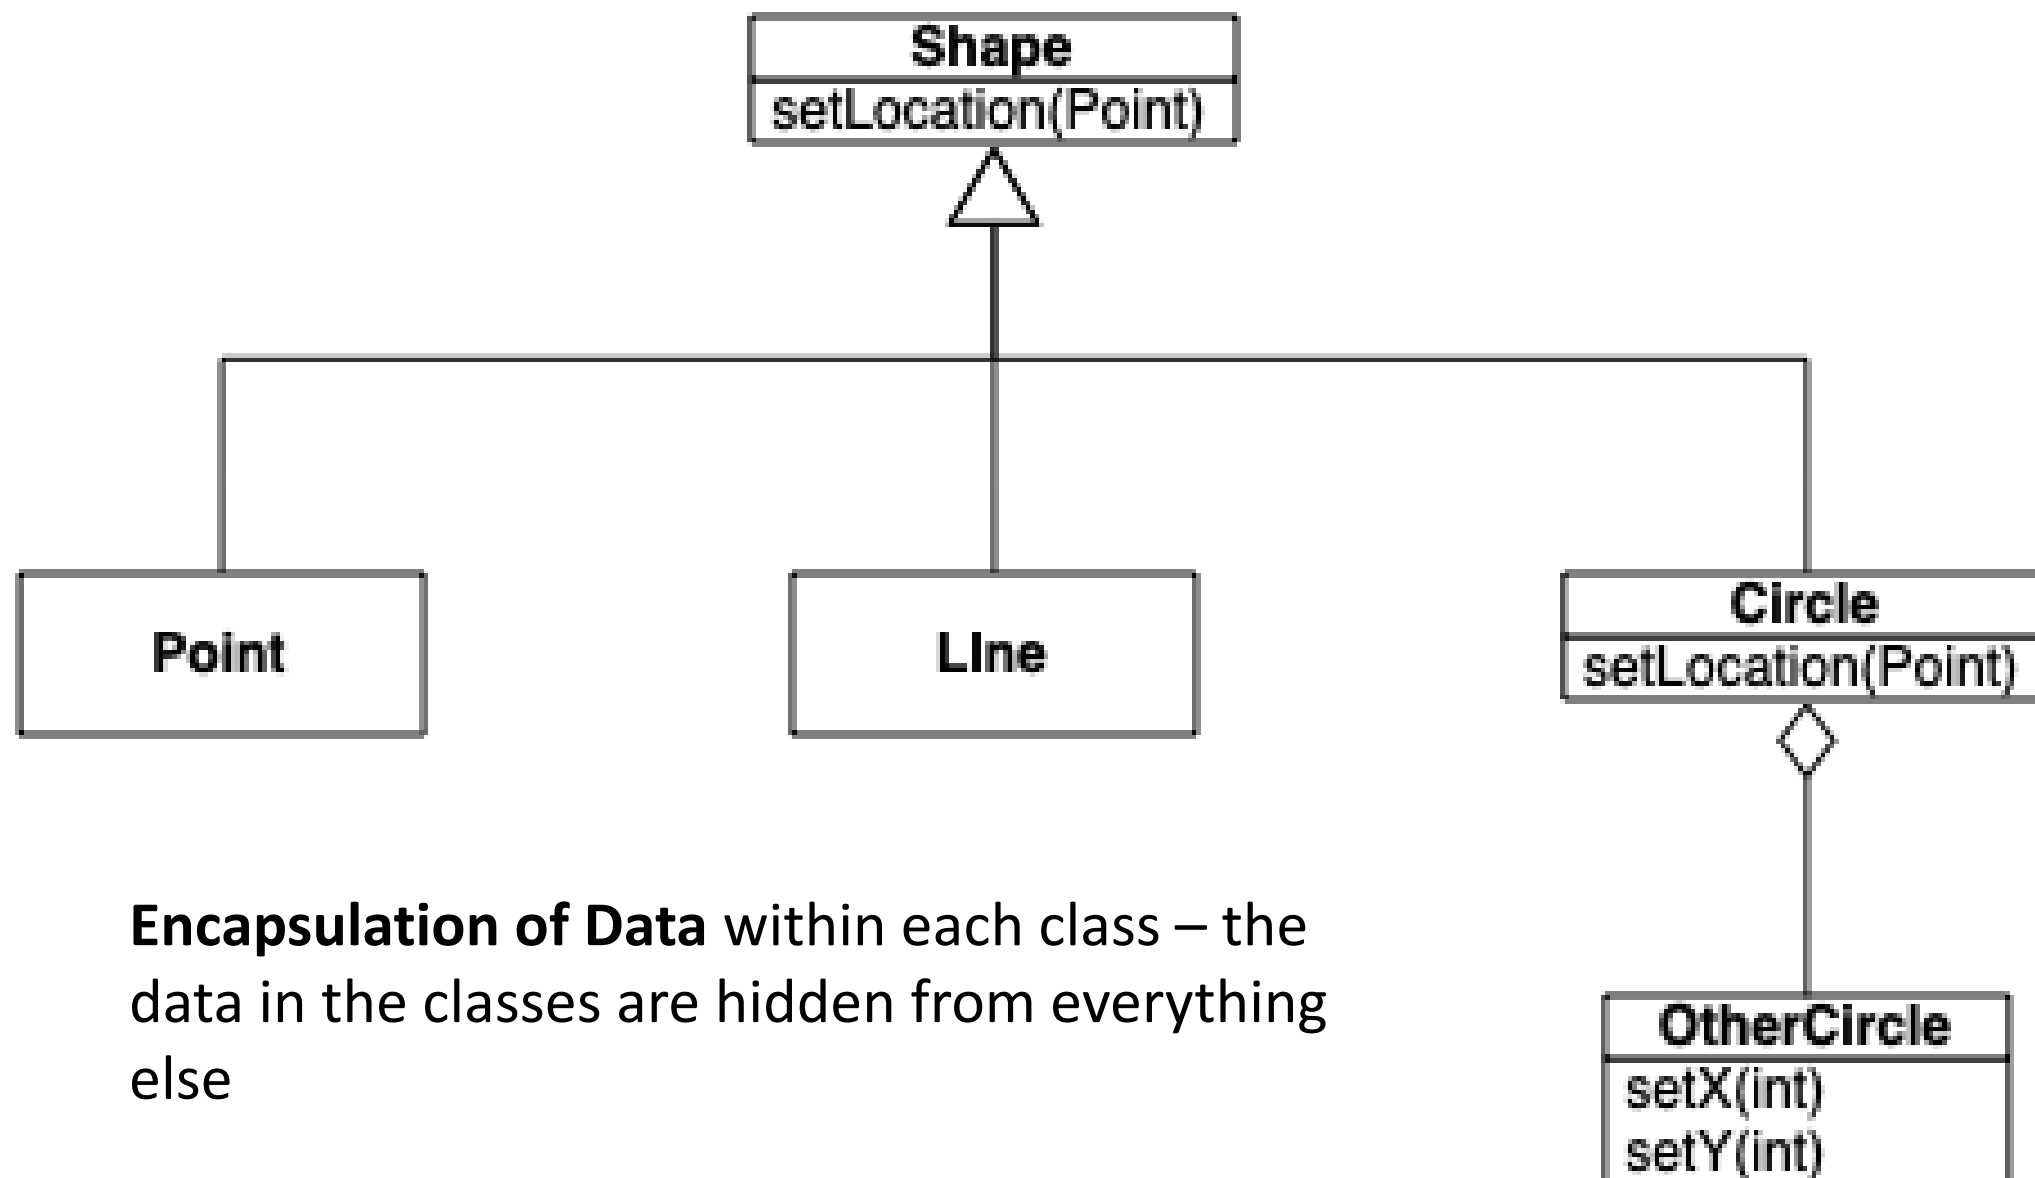 Shape
setLocation(Point)
Point
LIne
Circle
setLocation(Point)
Encapsulation of Data within each class – the
data in the classes are hidden from everything
else
OtherCircle
setX(int)
setY(int)